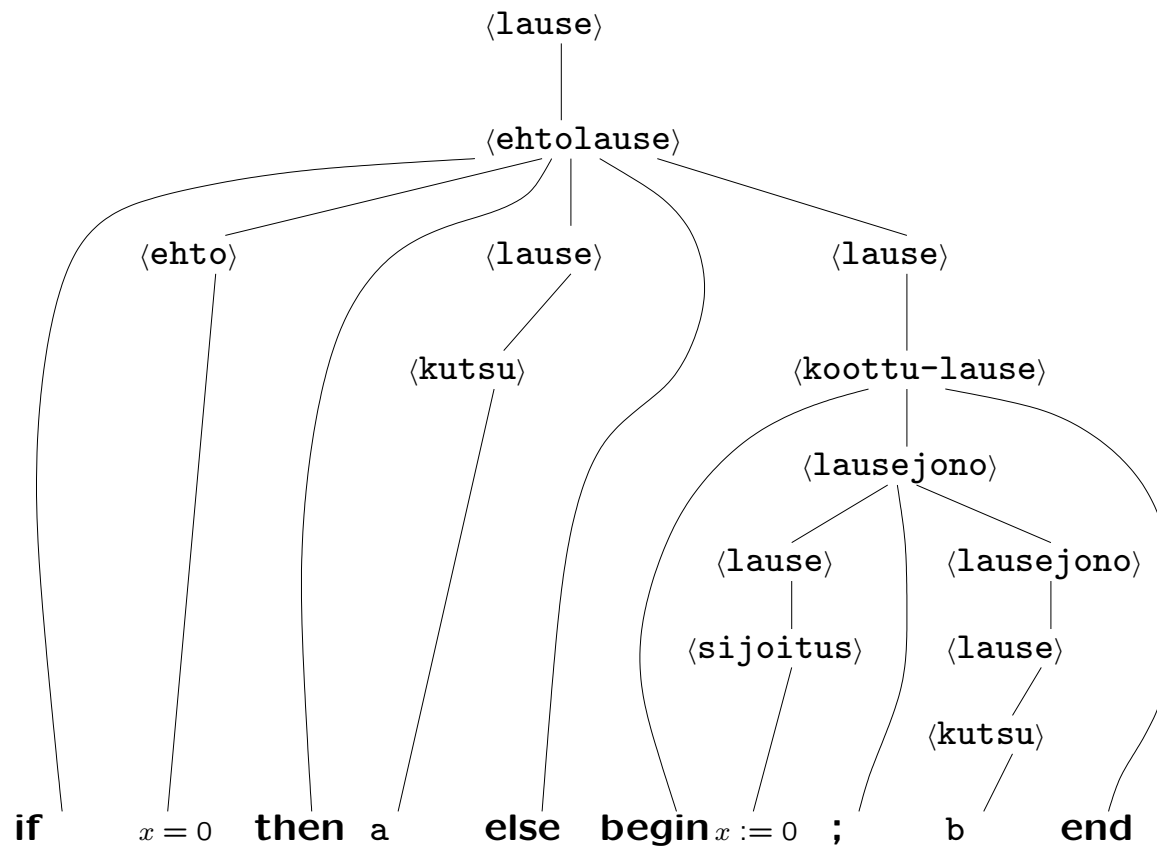 ⟨lause⟩
⟨ehtolause⟩
⟨ehto⟩ ⟨lause⟩ ⟨lause⟩
⟨kutsu⟩ ⟨koottu-lause⟩
⟨lausejono⟩
⟨lause⟩ ⟨lausejono⟩
⟨sijoitus⟩ ⟨lause⟩
⟨kutsu⟩
if x = 0 then a else begin x := 0 ; b end